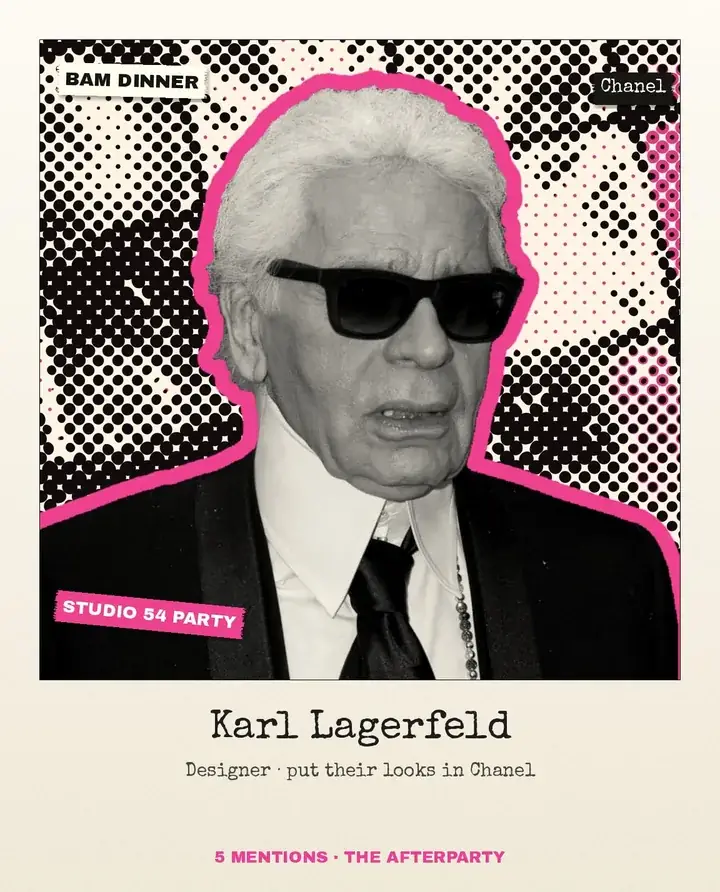 BAM DINNER
Chanel
STUDIO 54 PARTY
Karl Lagerfeld
Designer · put their looks in Chanel
5 MENTIONS · THE AFTERPARTY